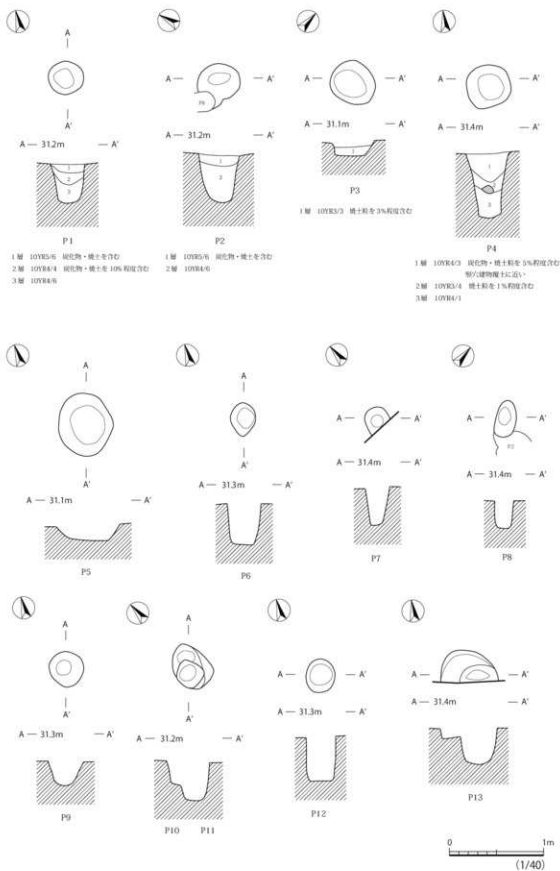 A
A'
A — 31.2m — A'
1
2
3
P1
1層 10YR5/6 炭化物・焼土を含む
2層 10YR4/4 炭化物・焼土を10%程度含む
3層 10YR4/6
A — — A'
P8
A — 31.2m — A'
1
3
P2
1層 10YR5/6 炭化物・焼土を含む
2層 10YR4/6
A — — A'
A — 31.1m — A'
1
P3
1層 10YR3/3 焼土粒を3%程度含む
A — — A'
A — 31.4m — A'
1
2
3
P4
1層 10YR4/3 炭化物・焼土粒を5%程度含む
竪穴建物覆土に近い
2層 10YR3/4 焼土粒を1%程度含む
3層 10YR4/1
A
A'
A — 31.1m — A'
P5
A
A'
A — 31.3m — A'
P6
A — — A'
A — 31.4m — A'
P7
A — — A'
P2
A — 31.4m — A'
P8
A
A'
A — 31.3m — A'
P9
A
A'
A — 31.2m — A'
P10 P11
A — — A'
A — 31.3m — A'
P12
A — — A'
A — 31.4m — A'
P13
0 1m
(1/40)